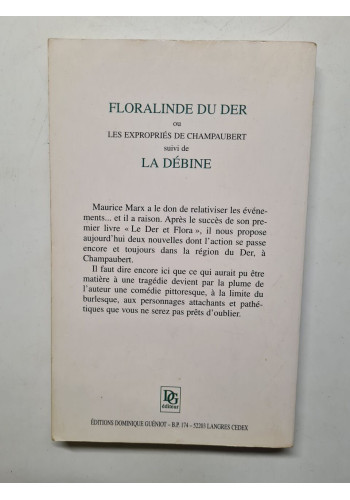 FLORALINDE DU DER
ou
LES EXPROPRIÉS DE CHAMPAUBERT
suivi de
LA DÉBINE
Maurice Marx a le don de relativiser les événe-
ments... et il a raison. Après le succès de son pre-
mier livre « Le Der et Flora », il nous propose
aujourd'hui deux nouvelles dont l'action se passe
encore et toujours dans la région du Der, à
Champaubert.
Il faut dire encore ici que ce qui aurait pu être
matière à une tragédie devient par la plume de
l'auteur une comédie pittoresque, à la limite du
burlesque, aux personnages attachants et pathé-
tiques que vous ne serez pas prêts d'oublier.
DG
éditeur
ÉDITIONS DOMINIQUE GUÉNIOT – B.P. 174 – 52203 LANGRES CEDEX